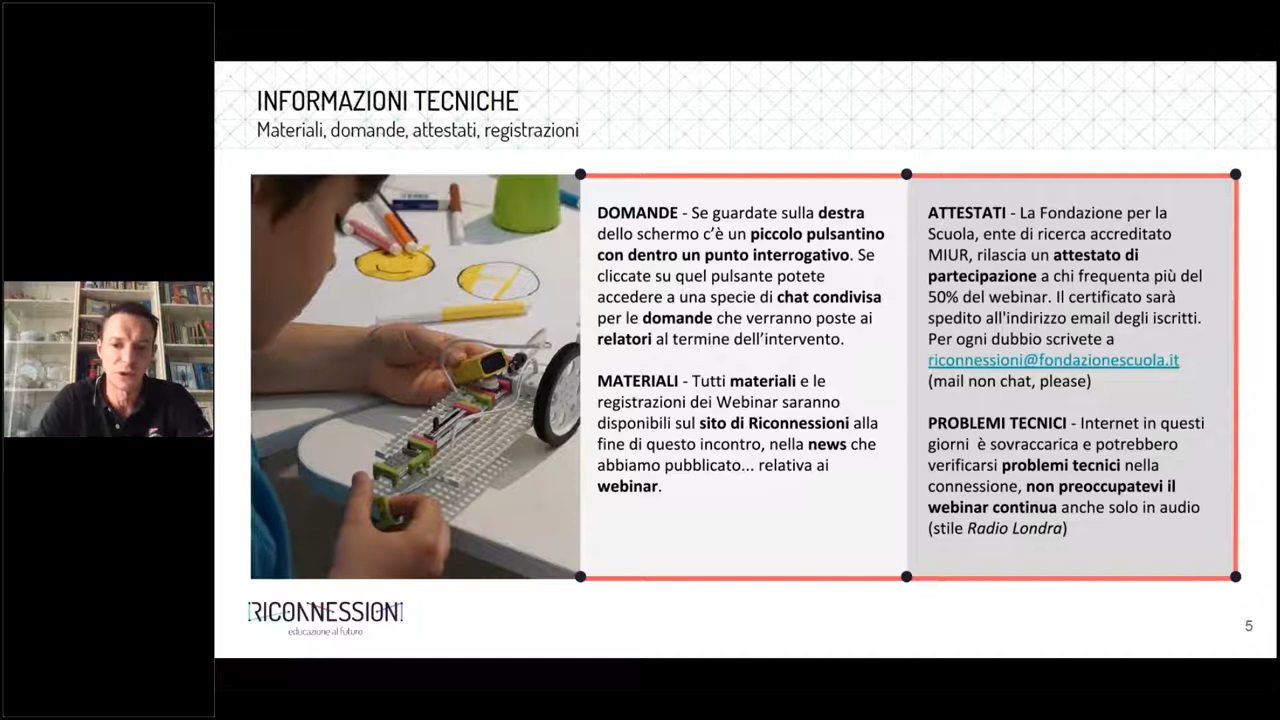 INFORMAZIONI TECNICHE
Materiali, domande, attestati, registrazioni
DOMANDE - Se guardate sulla destra
dello schermo c'è un piccolo pulsantino
con dentro un punto interrogativo. Se
cliccate su quel pulsante potete
accedere a una specie di chat condivisa
per le domande che verranno poste ai
relatori al termine dell'intervento.
MATERIALI - Tutti materiali e le
registrazioni dei Webinar saranno
disponibili sul sito di Riconnessioni alla
fine di questo incontro, nella news che
abbiamo pubblicato... relativa ai
webinar.
ATTESTATI - La Fondazione per la
Scuola, ente di ricerca accreditato
MIUR, rilascia un attestato di
partecipazione a chi frequenta più del
50% del webinar. Il certificato sarà
spedito all'indirizzo email degli iscritti.
Per ogni dubbio scrivete a
riconnessioni@fondazionescuola.it
(mail non chat, please)
PROBLEMI TECNICI - Internet in questi
giorni è sovraccarica e potrebbero
verificarsi problemi tecnici nella
connessione, non preoccupatevi il
webinar continua anche solo in audio
(stile Radio Londra)
RICONNESSIONI
educazione al futuro
5